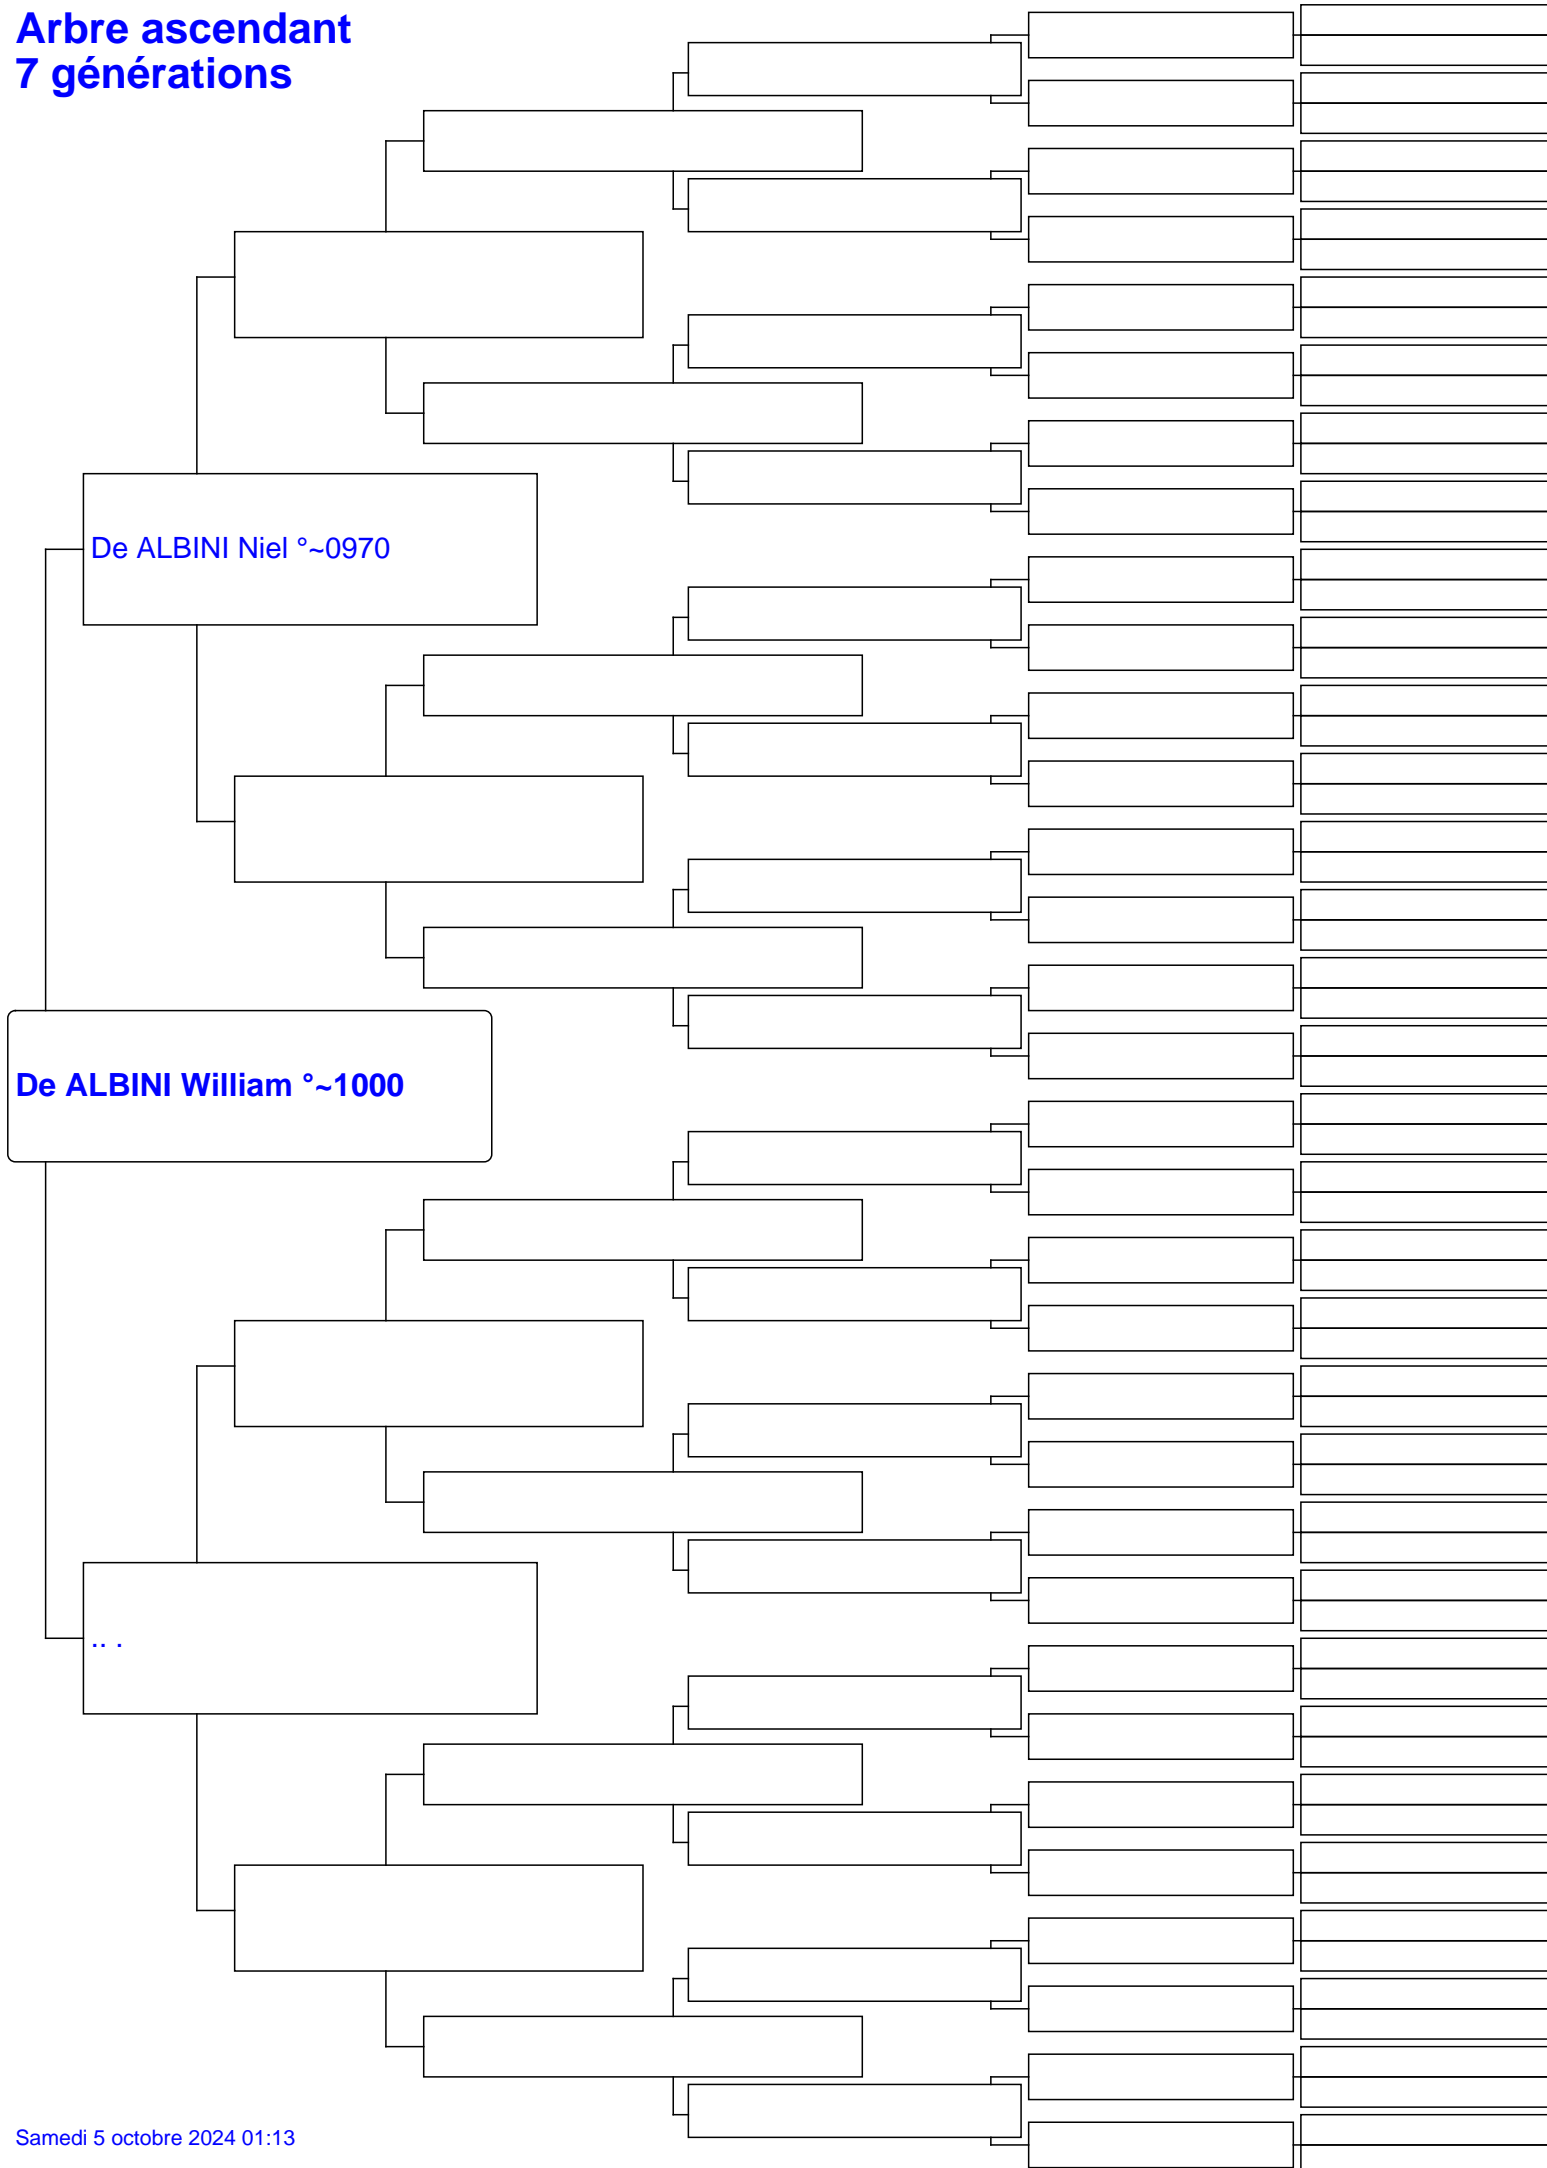 Arbre ascendant
7 générations
De ALBINI Niel °~0970
De ALBINI William °~1000
.. .
Samedi 5 octobre 2024 01:13